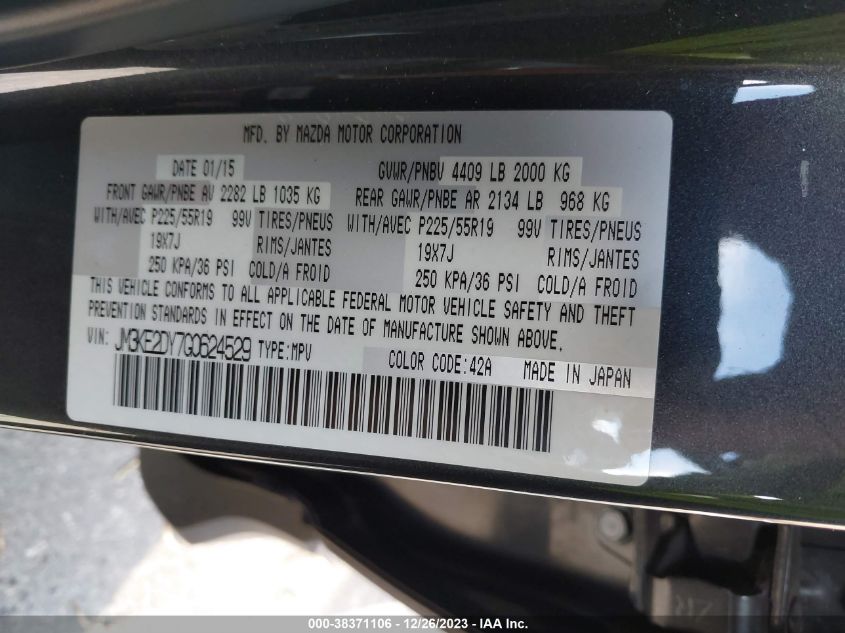 MFD. BY MAZDA MOTOR CORPORATION
DATE 01/15 GVWR/PNBV 4409 LB 2000 KG
FRONT GAWR/PNBE AV 2282 LB 1035 KG REAR GAWR/PNBE AR 2134 LB 968 KG
WITH/AVEC P225/55R19 99V TIRES/PNEUS WITH/AVEC P225/55R19 99V TIRES/PNEUS
19X7J RIMS/JANTES 19X7J RIMS/JANTES
250 KPA/36 PSI COLD/A FROID 250 KPA/36 PSI COLD/A FROID
THIS VEHICLE CONFORMS TO ALL APPLICABLE FEDERAL MOTOR VEHICLE SAFETY AND THEFT
PREVENTION STANDARDS IN EFFECT ON THE DATE OF MANUFACTURE SHOWN ABOVE.
VIN: JM3KE2DY7G0624529 TYPE:MPV COLOR CODE:42A MADE IN JAPAN
000-38371106 - 12/26/2023 - IAA, Inc.